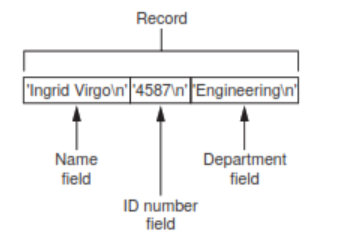 Record
'Ingrid Virgo\n' '4587\n' 'Engineering\n'
Name
field
Department
field
ID number
field